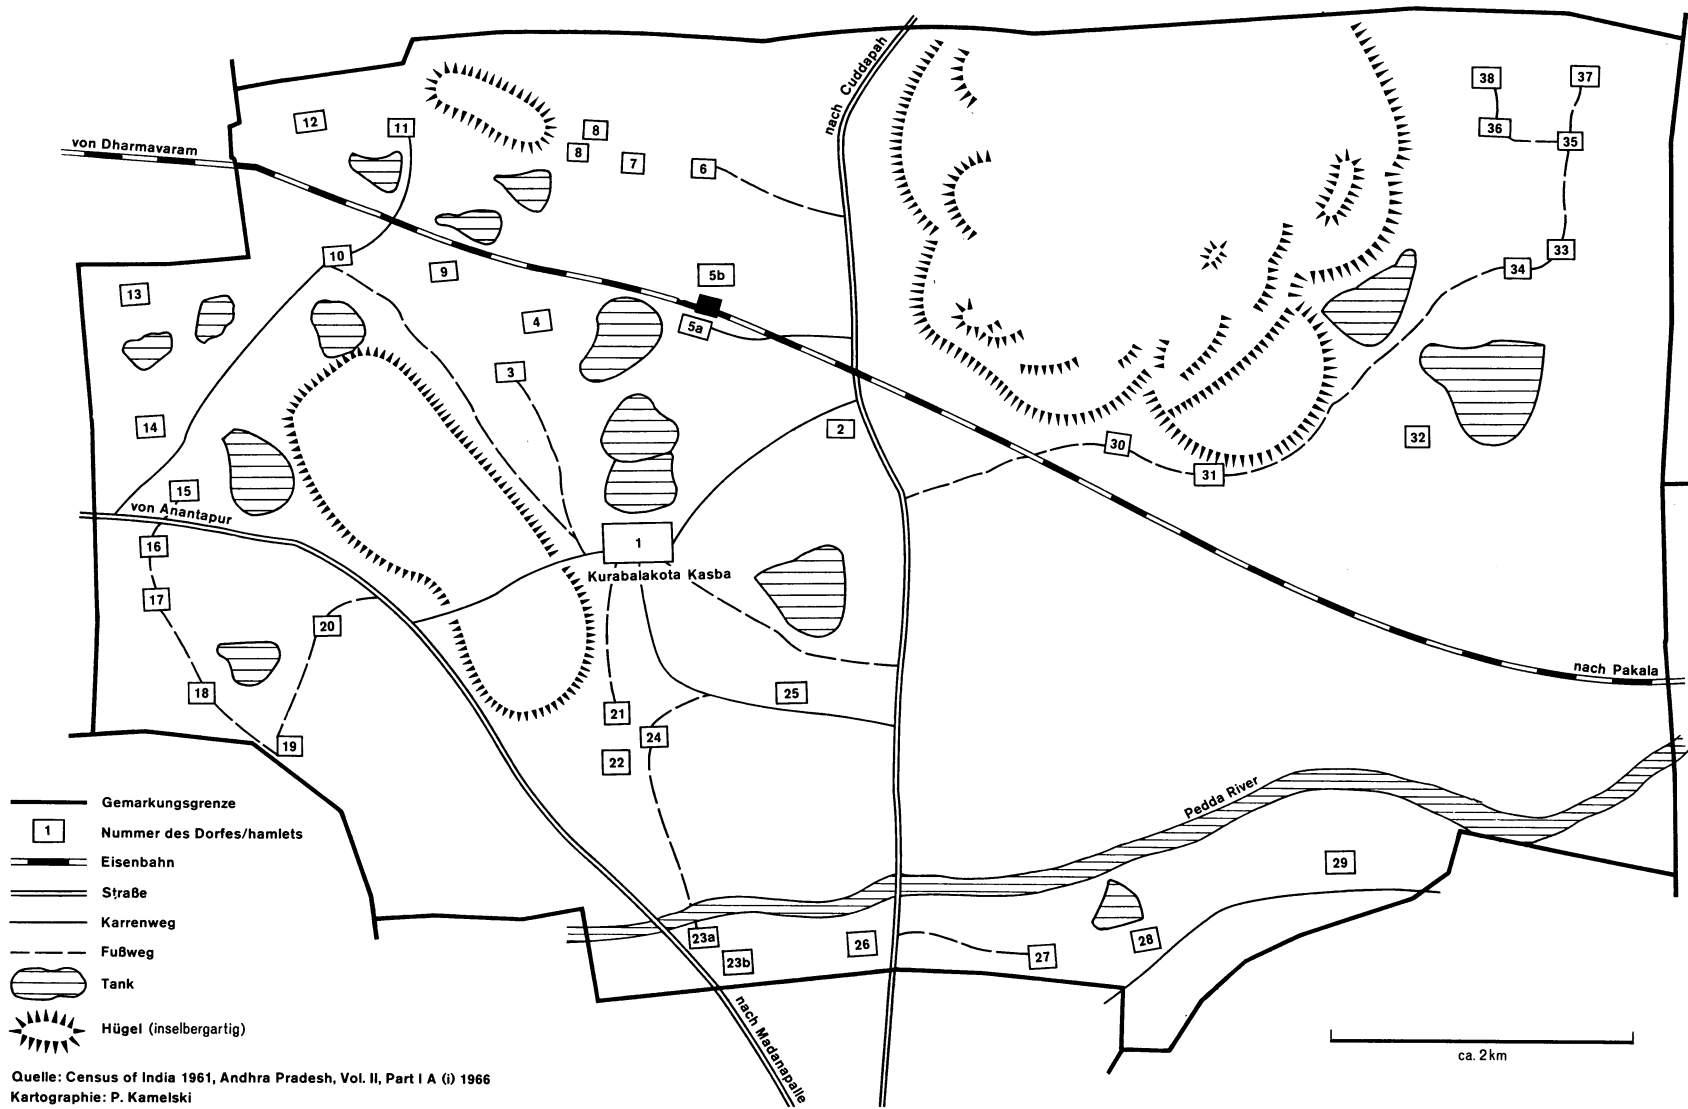 nach Cuddapah
38
37
12
11
8
36
35
von Dharmavaram
8
7
6
10
33
9
5b
34
13
4
5a
3
14
2
32
30
31
15
von Anantapur
1
16
Kurabalakota Kasba
17
20
nach Pakala
18
25
21
24
19
22
Pedda River
Gemarkungsgrenze
1
Nummer des Dorfes/hamlets
Eisenbahn
29
Straße
Karrenweg
23a
26
28
Fußweg
23b
27
Tank
nach Madanapalle
Hügel (inselbergartig)
ca. 2km
Quelle: Census of India 1961, Andhra Pradesh, Vol. II, Part I A (i) 1966
Kartographie: P. Kamelski